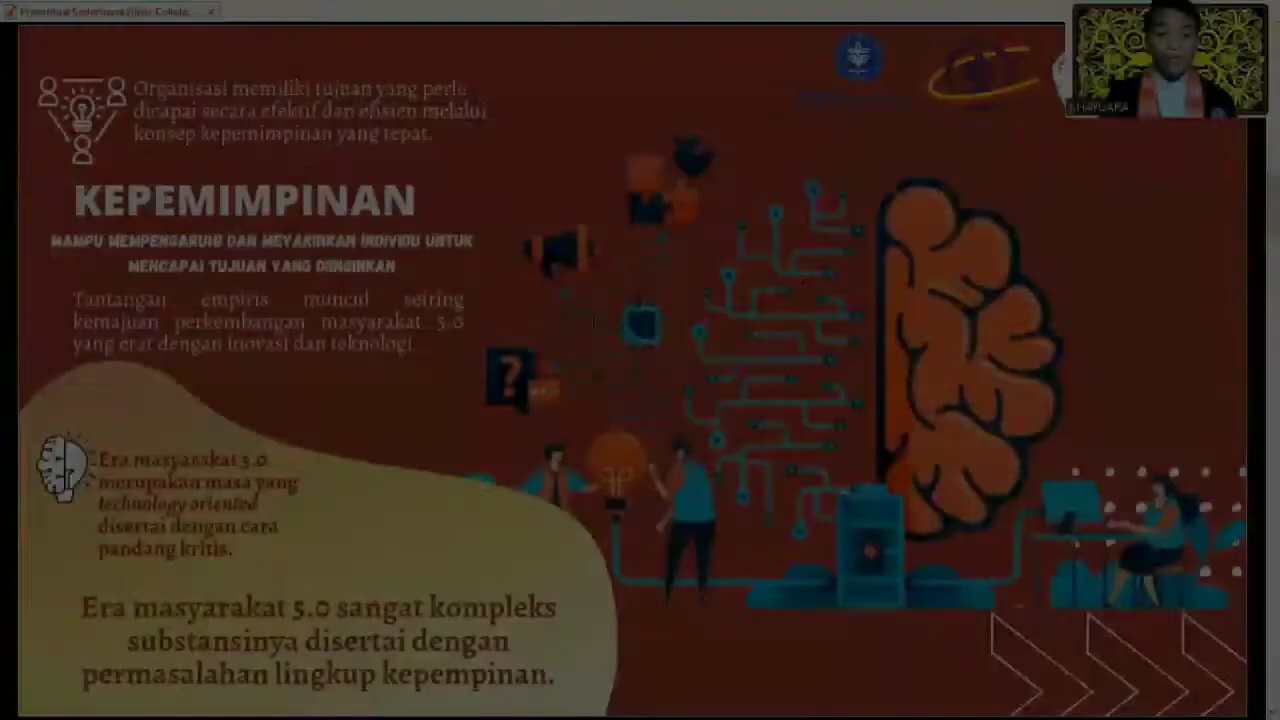 Organisasi memiliki tujuan yang perlu
dicapai secara efektif dan efisien melalui
konsep kepemimpinan yang tepat.
KEPEMIMPINAN
MAMPU MEMPENGARUHI DAN MEYAKINKAN INDIVIDU UNTUK
MENCAPAI TUJUAN YANG DIINGINKAN
Tantangan empiris muncul seiring
kemajuan perkembangan masyarakat 5.0
yang erat dengan inovasi dan teknologi
Era masyarakat 5.0
merupakan masa yang
technology oriented
disertai dengan cara
pandang kritis.
Era masyarakat 5.0 sangat kompleks
substansinya disertai dengan
permasalahan lingkup kepempinan.
?